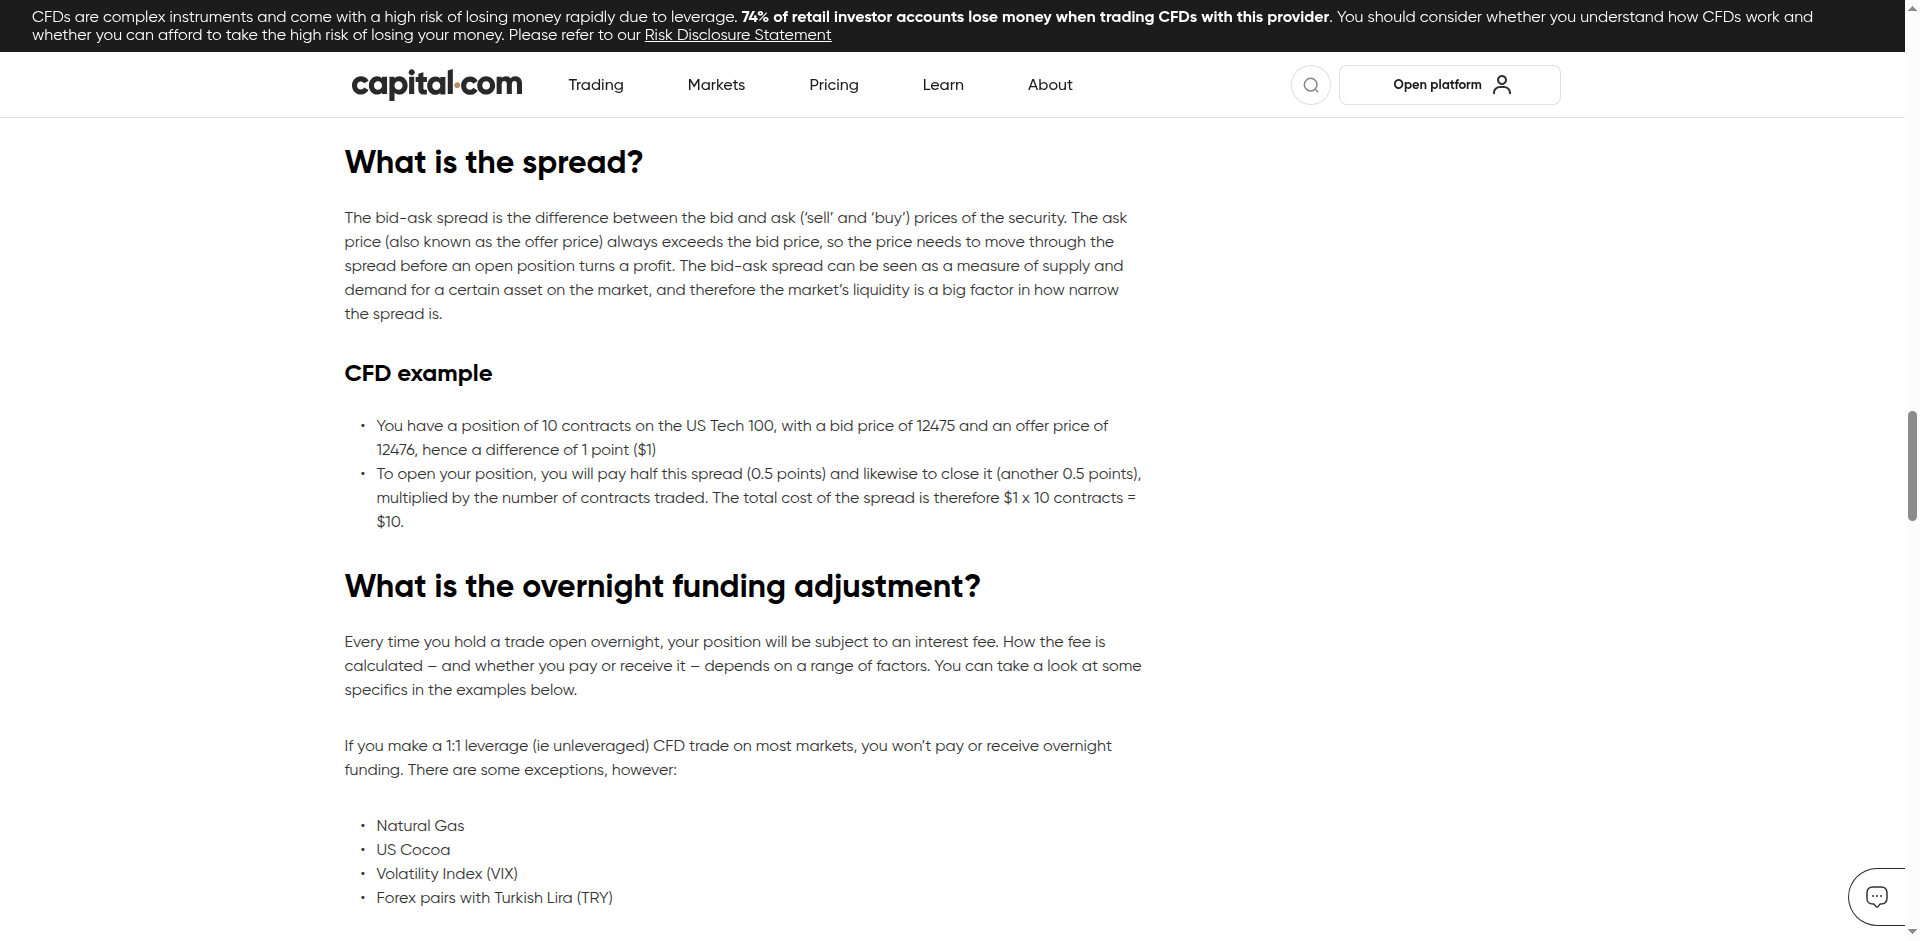 CFDs are complex instruments and come with a high risk of losing money rapidly due to leverage. 74% of retail investor accounts lose money when trading CFDs with this provider. You should consider whether you understand how CFDs work and
whether you can afford to take the high risk of losing your money. Please refer to our Risk Disclosure Statement
capital.com Trading Markets Pricing Learn About Open platform
What is the spread?
The bid-ask spread is the difference between the bid and ask (‘sell’ and ‘buy’) prices of the security. The ask
price (also known as the offer price) always exceeds the bid price, so the price needs to move through the
spread before an open position turns a profit. The bid-ask spread can be seen as a measure of supply and
demand for a certain asset on the market, and therefore the market’s liquidity is a big factor in how narrow
the spread is.
CFD example
• You have a position of 10 contracts on the US Tech 100, with a bid price of 12475 and an offer price of
12476, hence a difference of 1 point ($1)
• To open your position, you will pay half this spread (0.5 points) and likewise to close it (another 0.5 points),
multiplied by the number of contracts traded. The total cost of the spread is therefore $1 x 10 contracts =
$10.
What is the overnight funding adjustment?
Every time you hold a trade open overnight, your position will be subject to an interest fee. How the fee is
calculated – and whether you pay or receive it – depends on a range of factors. You can take a look at some
specifics in the examples below.
If you make a 1:1 leverage (ie unleveraged) CFD trade on most markets, you won’t pay or receive overnight
funding. There are some exceptions, however:
• Natural Gas
• US Cocoa
• Volatility Index (VIX)
• Forex pairs with Turkish Lira (TRY)